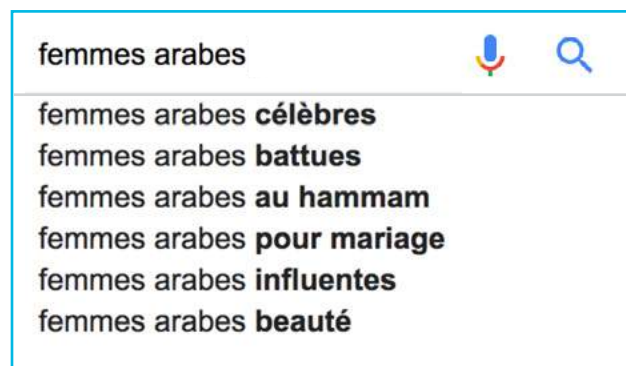 femmes arabes
femmes arabes célèbres
femmes arabes battues
femmes arabes au hammam
femmes arabes pour mariage
femmes arabes influentes
femmes arabes beauté